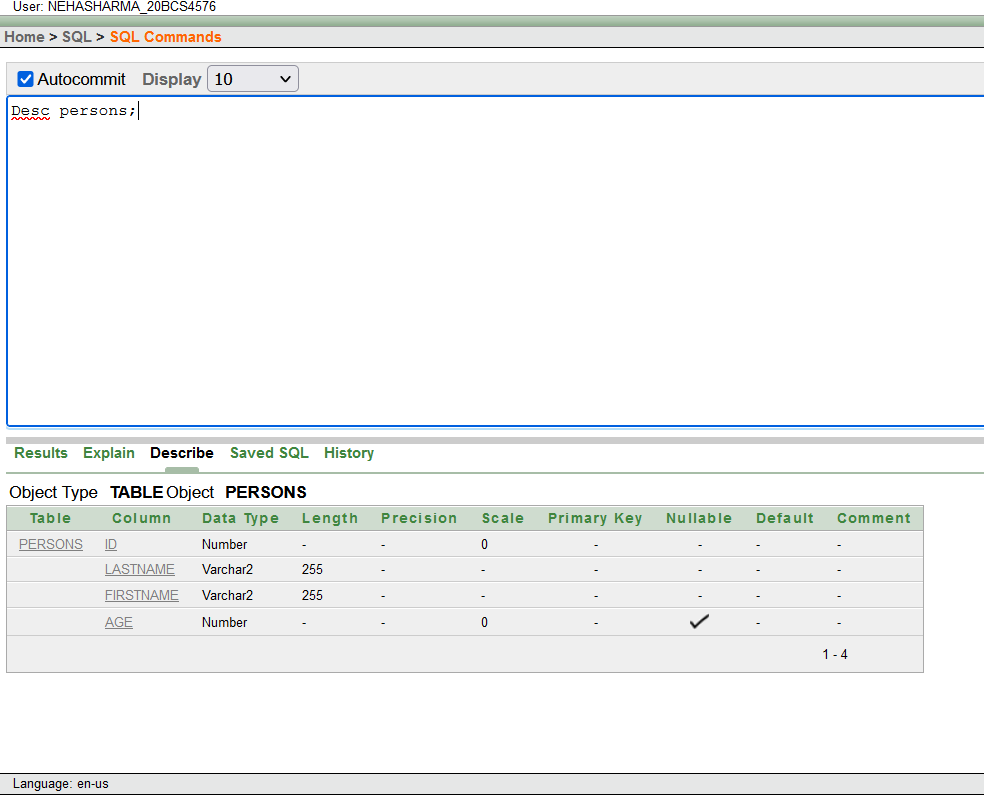 User: NEHASHARMA_20BCS4576
Home > SQL > SQL Commands
Autocommit Display 10
Desc persons;
Results Explain Describe Saved SQL History
Object Type TABLE Object PERSONS
Table Column Data Type Length Precision Scale Primary Key Nullable Default Comment
PERSONS ID Number - - 0 - - - -
LASTNAME Varchar2 255 - - - - - -
FIRSTNAME Varchar2 255 - - - - - -
AGE Number - - 0 - ✓ - -
1 - 4
Language: en-us